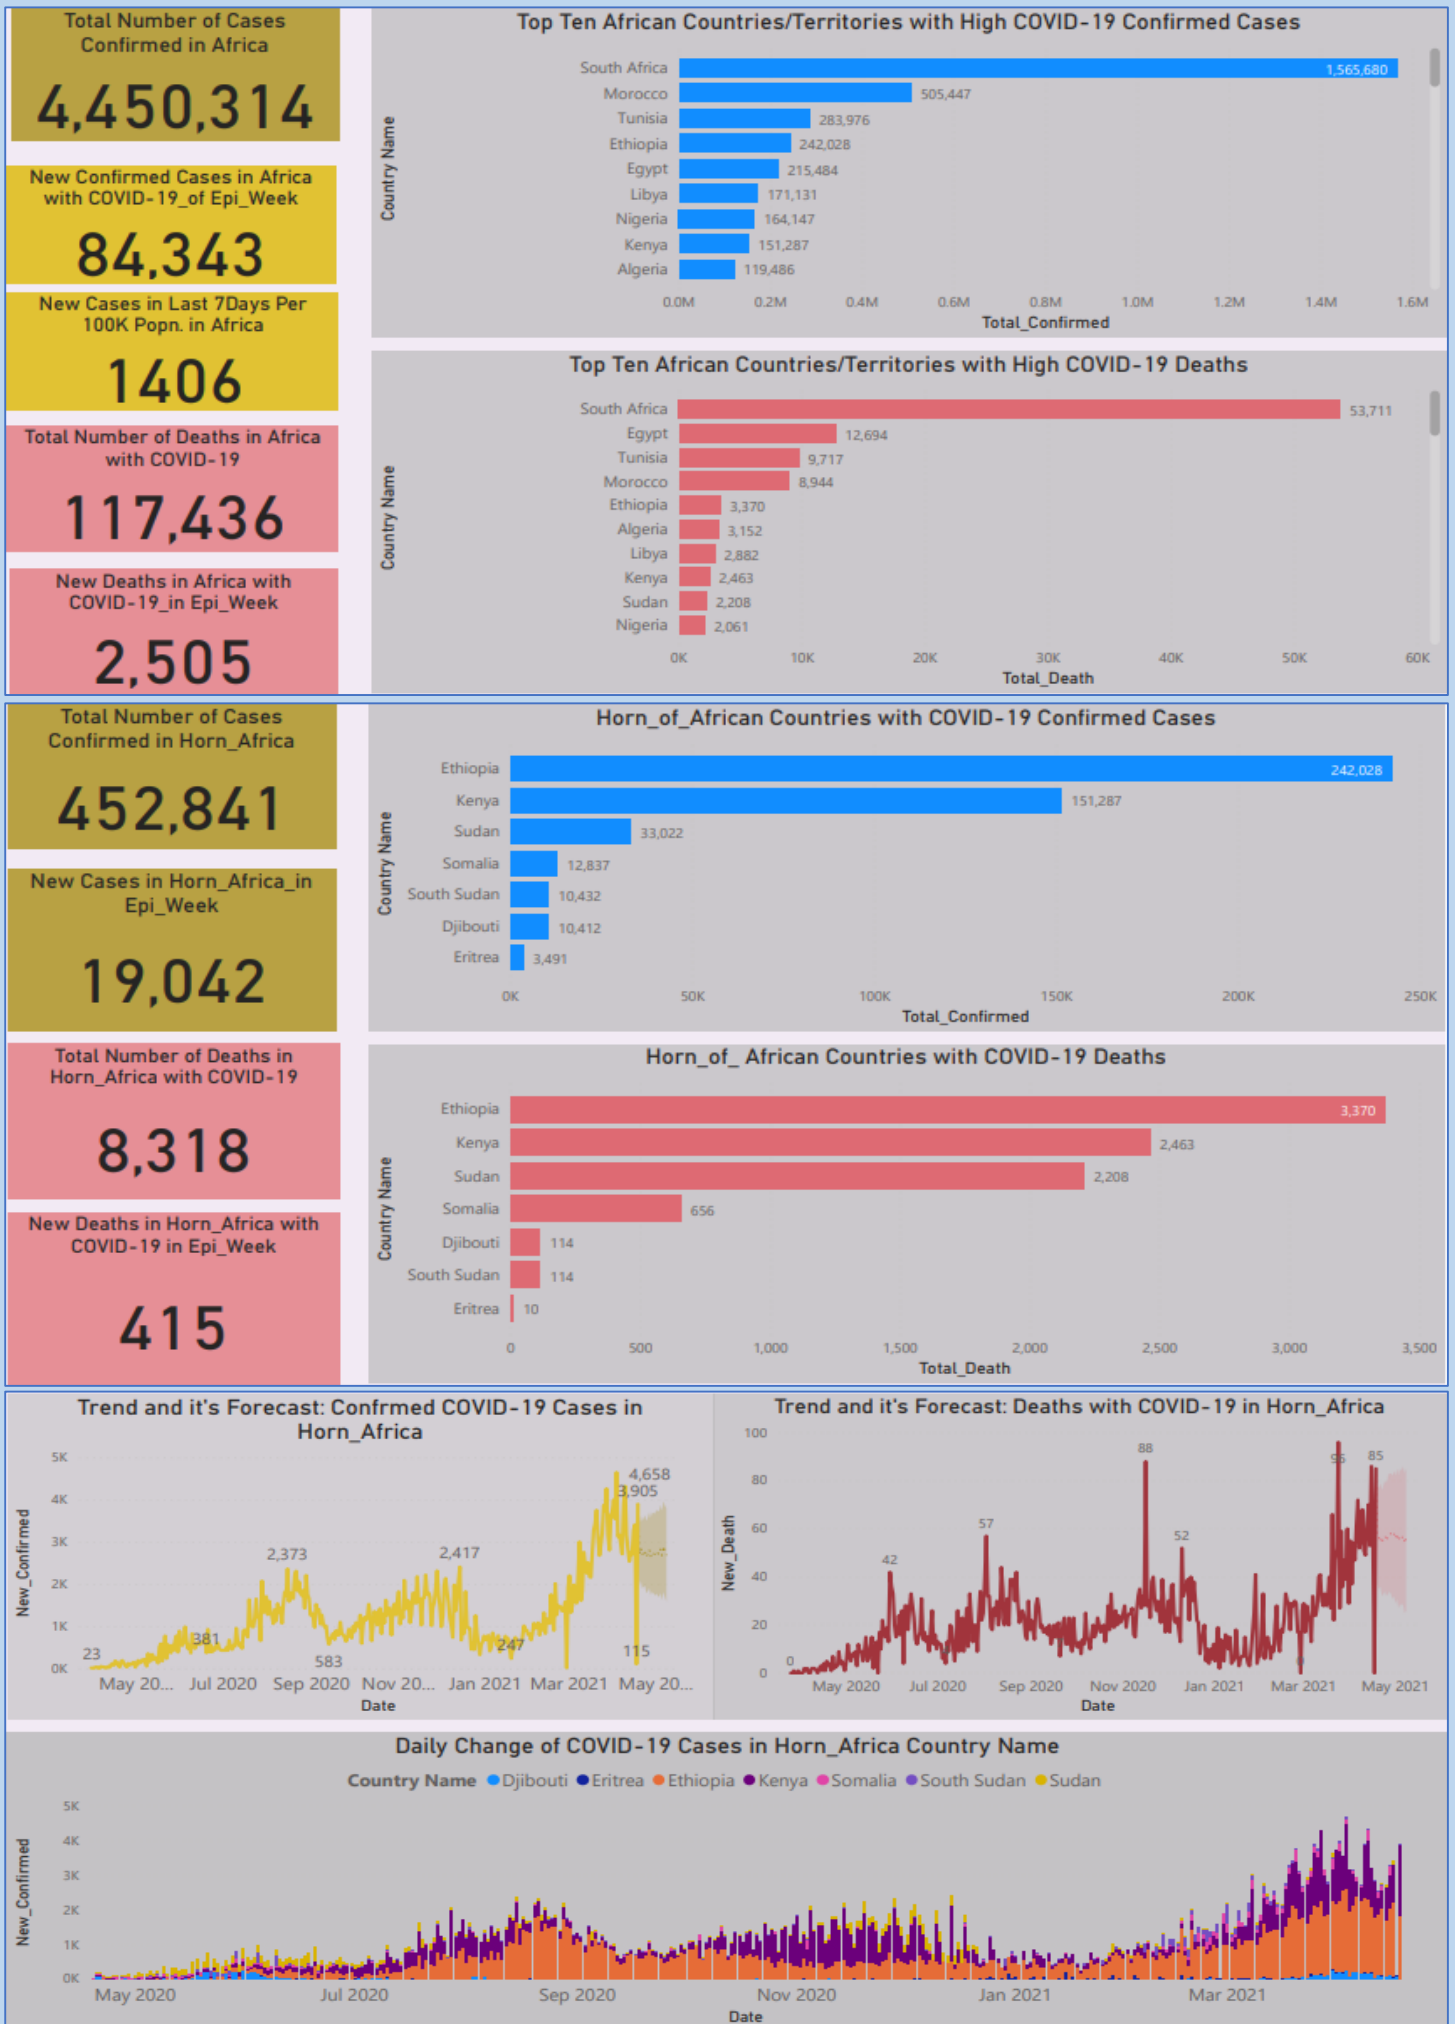 Total Number of Cases
Confirmed in Africa
4,450,314
New Confirmed Cases in Africa
with COVID-19_of Epi_Week
84,343
New Cases in Last 7Days Per
100K Popn. in Africa
1406
Total Number of Deaths in Africa
with COVID-19
117,436
New Deaths in Africa with
COVID-19_in Epi_Week
2,505
Top Ten African Countries/Territories with High COVID-19 Confirmed Cases
Country Name
South Africa 1,565,680
Morocco 505,447
Tunisia 283,976
Ethiopia 242,028
Egypt 215,484
Libya 171,131
Nigeria 164,147
Kenya 151,287
Algeria 119,486
0.0M 0.2M 0.4M 0.6M 0.8M 1.0M 1.2M 1.4M 1.6M
Total_Confirmed
Top Ten African Countries/Territories with High COVID-19 Deaths
Country Name
South Africa 53,711
Egypt 12,694
Tunisia 9,717
Morocco 8,944
Ethiopia 3,370
Algeria 3,152
Libya 2,882
Kenya 2,463
Sudan 2,208
Nigeria 2,061
0K 10K 20K 30K 40K 50K 60K
Total_Death
Total Number of Cases
Confirmed in Horn_Africa
452,841
New Cases in Horn_Africa_in
Epi_Week
19,042
Total Number of Deaths in
Horn_Africa with COVID-19
8,318
New Deaths in Horn_Africa with
COVID-19 in Epi_Week
415
Horn_of_African Countries with COVID-19 Confirmed Cases
Country Name
Ethiopia 242,028
Kenya 151,287
Sudan 33,022
Somalia 12,837
South Sudan 10,432
Djibouti 10,412
Eritrea 3,491
0K 50K 100K 150K 200K 250K
Total_Confirmed
Horn_of_ African Countries with COVID-19 Deaths
Country Name
Ethiopia 3,370
Kenya 2,463
Sudan 2,208
Somalia 656
Djibouti 114
South Sudan 114
Eritrea 10
0 500 1,000 1,500 2,000 2,500 3,000 3,500
Total_Death
Trend and it's Forecast: Confrmed COVID-19 Cases in
Horn_Africa
New_Confirmed
5K
4K
3K
2K
1K
0K
23
381
2,373
583
2,417
247
4,658
3,905
115
May 20... Jul 2020 Sep 2020 Nov 20... Jan 2021 Mar 2021 May 20...
Date
Trend and it's Forecast: Deaths with COVID-19 in Horn_Africa
New_Death
100
80
60
40
20
0
0
42
57
88
52
0
85
May 2020 Jul 2020 Sep 2020 Nov 2020 Jan 2021 Mar 2021 May 2021
Date
Daily Change of COVID-19 Cases in Horn_Africa Country Name
Country Name Djibouti Eritrea Ethiopia Kenya Somalia South Sudan Sudan
New_Confirmed
5K
4K
3K
2K
1K
0K
May 2020 Jul 2020 Sep 2020 Nov 2020 Jan 2021 Mar 2021
Date